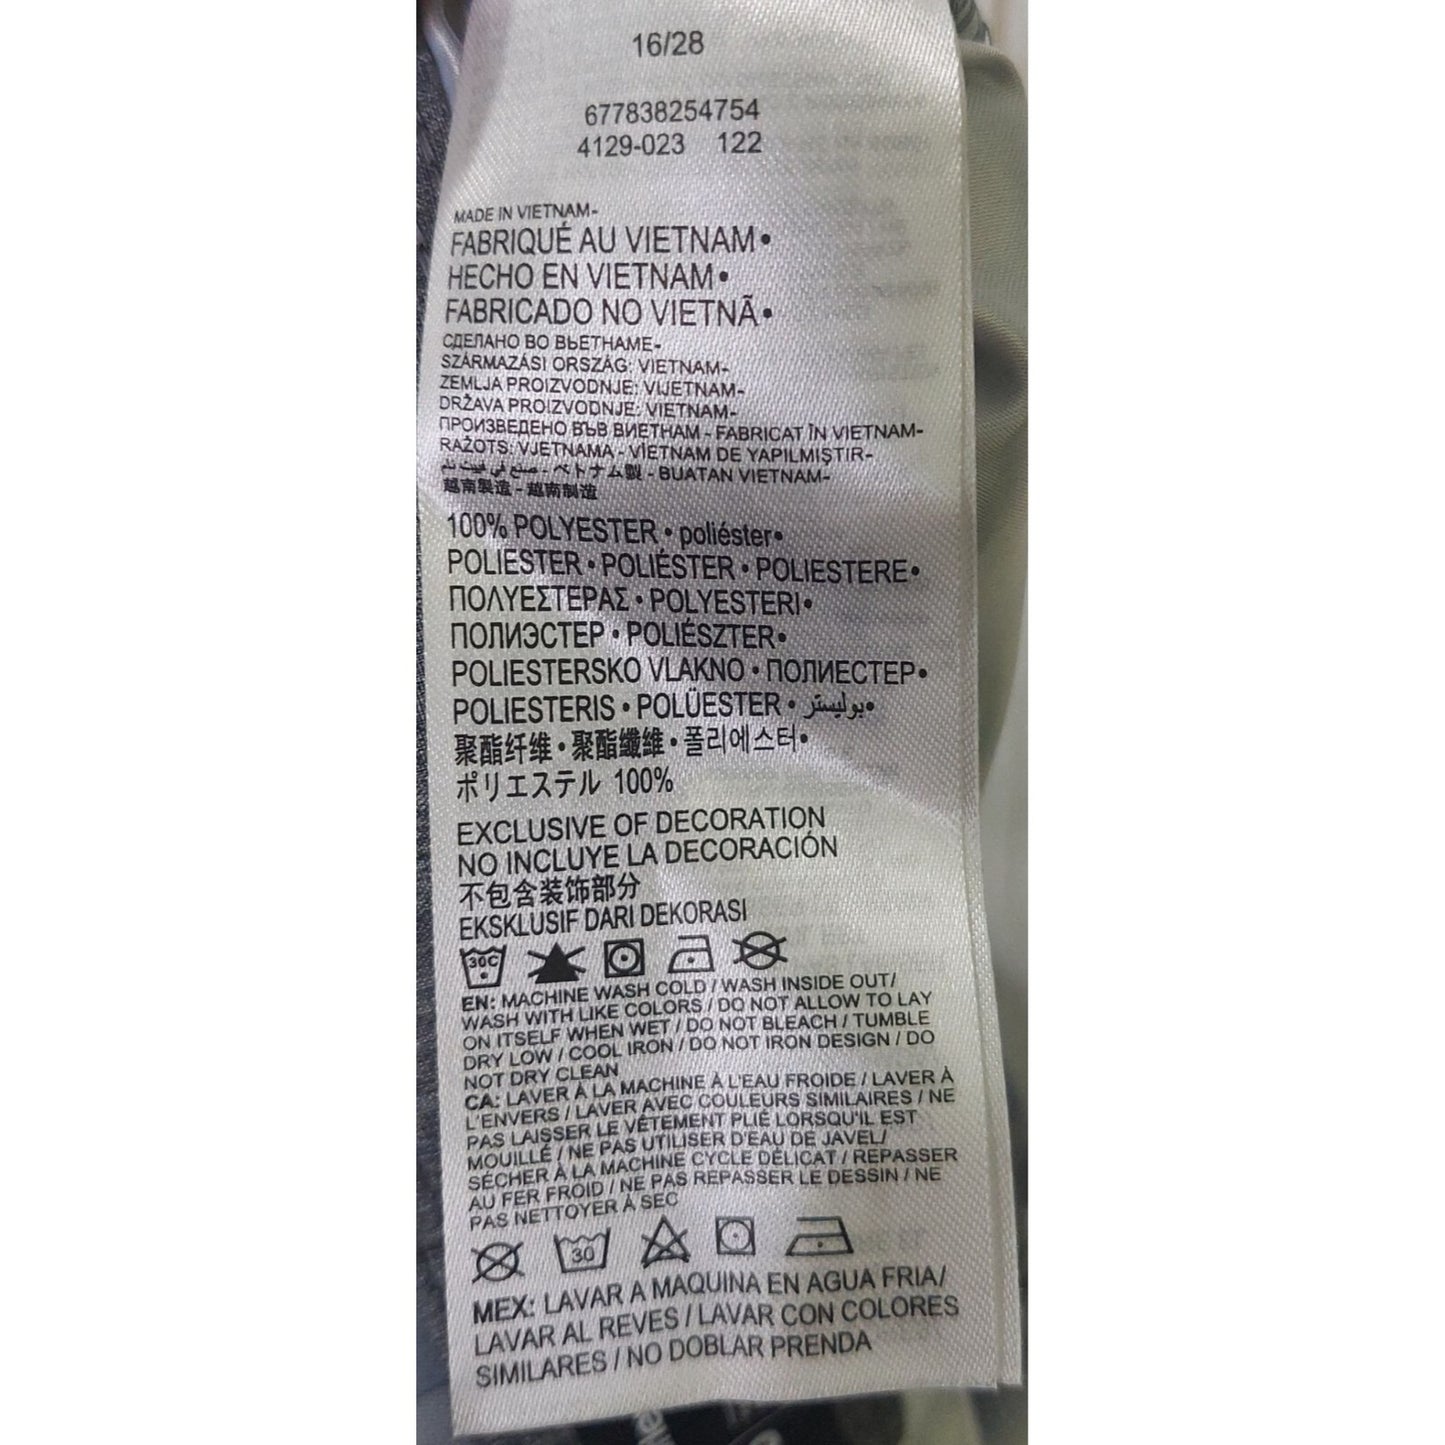 16/28
677838254754
4129-023 122
MADE IN VIETNAM-
FABRIQUÉ AU VIETNAM•
HECHO EN VIETNAM•
FABRICADO NO VIETNÃ•
СДЕЛАНО ВО ВЬЕТНАМЕ-
SZÁRMAZÁSI ORSZÁG: VIETNAM-
ZEMLJA PROIZVODNJE: VIJETNAM-
DRŽAVA PROIZVODNJE: VIETNAM-
ПРОИЗВЕДЕНО ВЪВ ВИЕТНАМ - FABRICAT ÎN VIETNAM-
RAŽOTS: VJETNAMA - VİETNAM DE YAPILMIŞTIR-
صنع في فيت نام - ベトナム製 - BUATAN VIETNAM-
越南製造 - 越南制造
100% POLYESTER • poliéster•
POLIESTER • POLIÉSTER • POLIESTERE•
ΠΟΛΥΕΣΤΕΡΑΣ • POLYESTERI•
ПОЛИЭСТЕР • POLIÉSZTER•
POLIESTERSKO VLAKNO • ПОЛИЕСТЕР•
POLIESTERIS • POLÜESTER • بوليستر•
聚酯纤维 • 聚酯纖維 • 폴리에스터•
ポリエステル 100%
EXCLUSIVE OF DECORATION
NO INCLUYE LA DECORACIÓN
不包含装饰部分
EKSKLUSIF DARI DEKORASI
30C
EN: MACHINE WASH COLD / WASH INSIDE OUT/
WASH WITH LIKE COLORS / DO NOT ALLOW TO LAY
ON ITSELF WHEN WET / DO NOT BLEACH / TUMBLE
DRY LOW / COOL IRON / DO NOT IRON DESIGN / DO
NOT DRY CLEAN
CA: LAVER À LA MACHINE À L'EAU FROIDE / LAVER À
L'ENVERS / LAVER AVEC COULEURS SIMILAIRES / NE
PAS LAISSER LE VÊTEMENT PLIÉ LORSQU'IL EST
MOUILLÉ / NE PAS UTILISER D'EAU DE JAVEL/
SÉCHER À LA MACHINE CYCLE DÉLICAT / REPASSER
AU FER FROID / NE PAS REPASSER LE DESSIN / NE
PAS NETTOYER À SEC
30
MEX: LAVAR A MAQUINA EN AGUA FRIA/
LAVAR AL REVES / LAVAR CON COLORES
SIMILARES / NO DOBLAR PRENDA